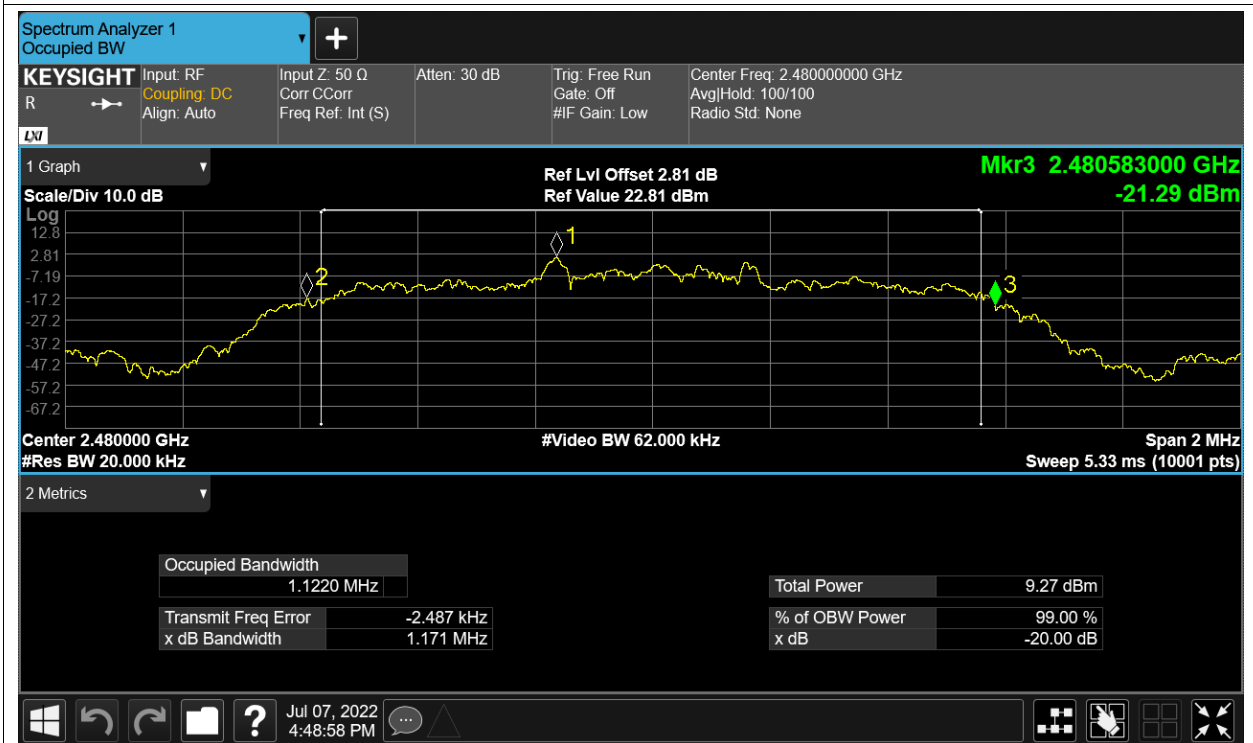 Spectrum Analyzer 1
Occupied BW
KEYSIGHT
R
LXI
Input: RF
Coupling: DC
Align: Auto
Input Z: 50 Ω
Corr CCorr
Freq Ref: Int (S)
Atten: 30 dB
Trig: Free Run
Gate: Off
#IF Gain: Low
Center Freq: 2.480000000 GHz
Avg|Hold: 100/100
Radio Std: None
1 Graph
Scale/Div 10.0 dB
Ref Lvl Offset 2.81 dB
Ref Value 22.81 dBm
Mkr3 2.480583000 GHz
-21.29 dBm
Log
12.8
2.81
-7.19
-17.2
-27.2
-37.2
-47.2
-57.2
-67.2
1
2
3
Center 2.480000 GHz
#Res BW 20.000 kHz
#Video BW 62.000 kHz
Span 2 MHz
Sweep 5.33 ms (10001 pts)
2 Metrics
Occupied Bandwidth
1.1220 MHz
Transmit Freq Error -2.487 kHz
x dB Bandwidth 1.171 MHz
Total Power 9.27 dBm
% of OBW Power 99.00 %
x dB -20.00 dB
?
Jul 07, 2022
4:48:58 PM